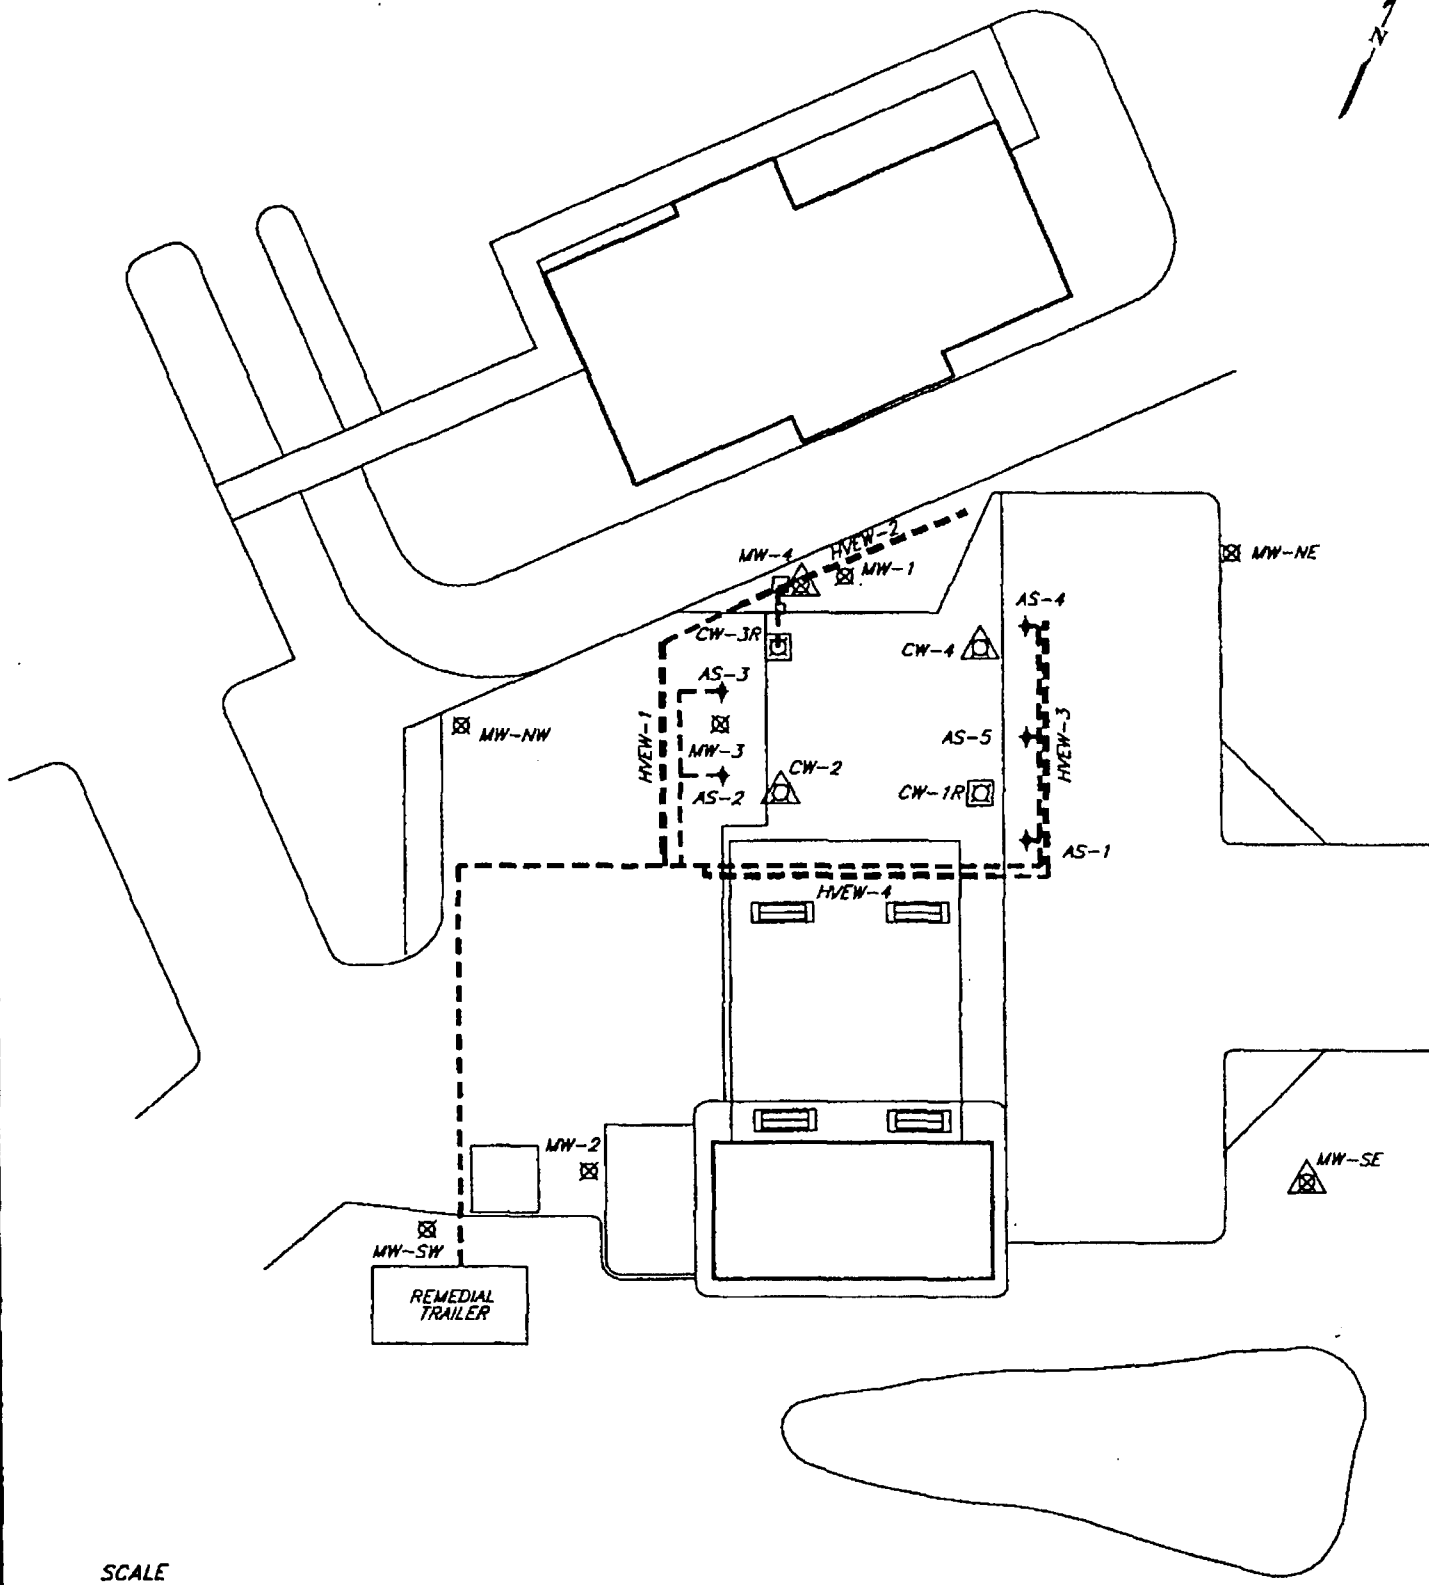 N
HVEW-2
MW-4
MW-1
MW-NE
AS-4
CW-3R
CW-4
AS-3
HVEW-1
MW-NW
MW-3
AS-5
HVEW-3
CW-2
AS-2
CW-1R
AS-1
HVEW-4
MW-2
MW-SE
MW-SW
REMEDIAL
TRAILER
SCALE